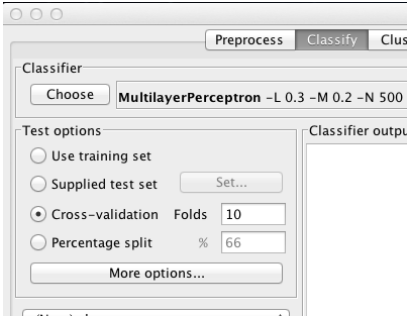 Preprocess Classify Clus
Classifier
Choose MultilayerPerceptron -L 0.3 -M 0.2 -N 500
Test options
Classifier outpu
Use training set
Supplied test set Set...
Cross-validation Folds 10
Percentage split % 66
More options...